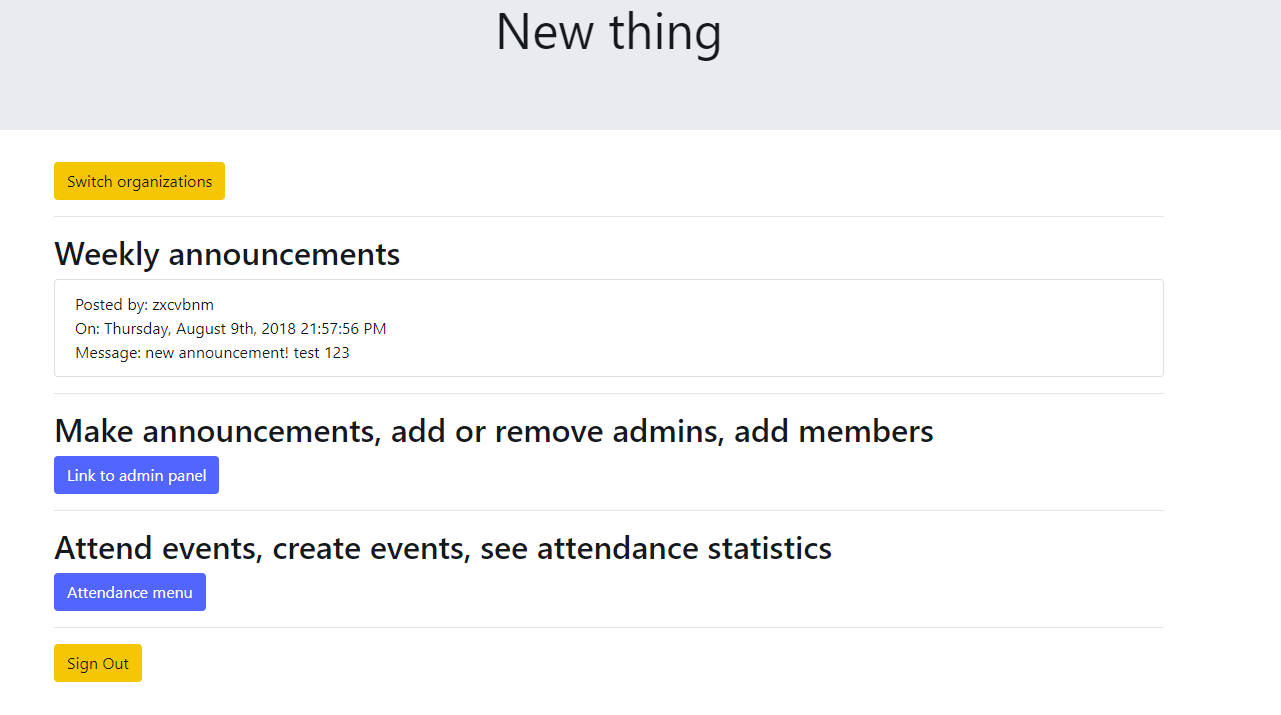 New thing
Switch organizations
Weekly announcements
Posted by: zxcvbnm
On: Thursday, August 9th, 2018 21:57:56 PM
Message: new announcement! test 123
Make announcements, add or remove admins, add members
Link to admin panel
Attend events, create events, see attendance statistics
Attendance menu
Sign Out